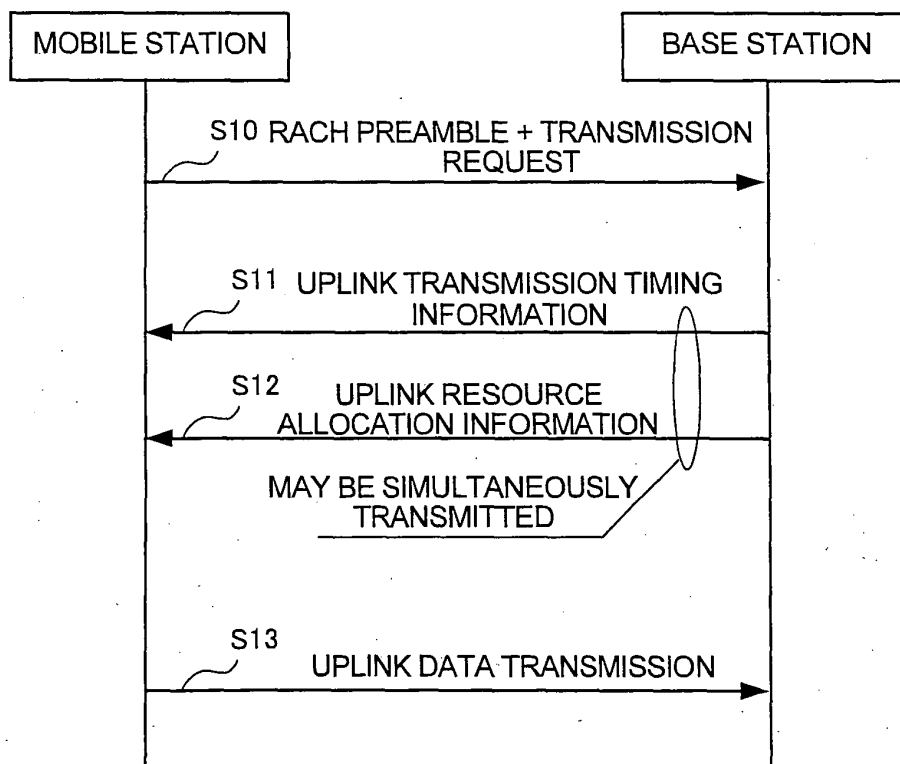 MOBILE STATION
BASE STATION
S10 RACH PREAMBLE + TRANSMISSION
REQUEST
S11 UPLINK TRANSMISSION TIMING
INFORMATION
S12 UPLINK RESOURCE
ALLOCATION INFORMATION
MAY BE SIMULTANEOUSLY
TRANSMITTED
S13 UPLINK DATA TRANSMISSION